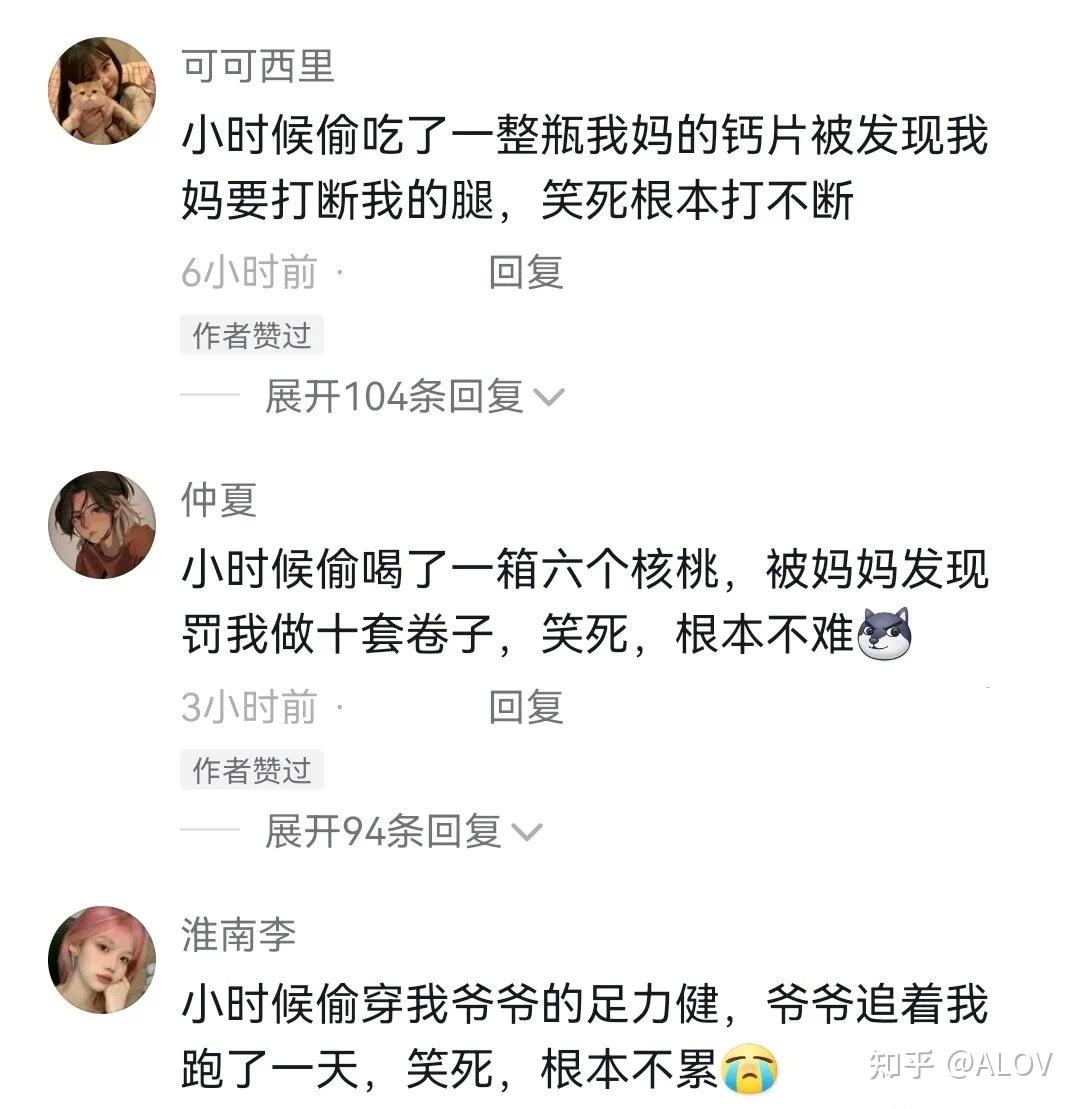 可可西里
小时候偷吃了一整瓶我妈的钙片被发现我
妈要打断我的腿，笑死根本打不断
6小时前 · 回复
作者赞过
展开104条回复
仲夏
小时候偷喝了一箱六个核桃，被妈妈发现
罚我做十套卷子，笑死，根本不难
3小时前 · 回复
作者赞过
展开94条回复
淮南李
小时候偷穿我爷爷的足力健，爷爷追着我
跑了一天，笑死，根本不累😭
知乎 @ALOV